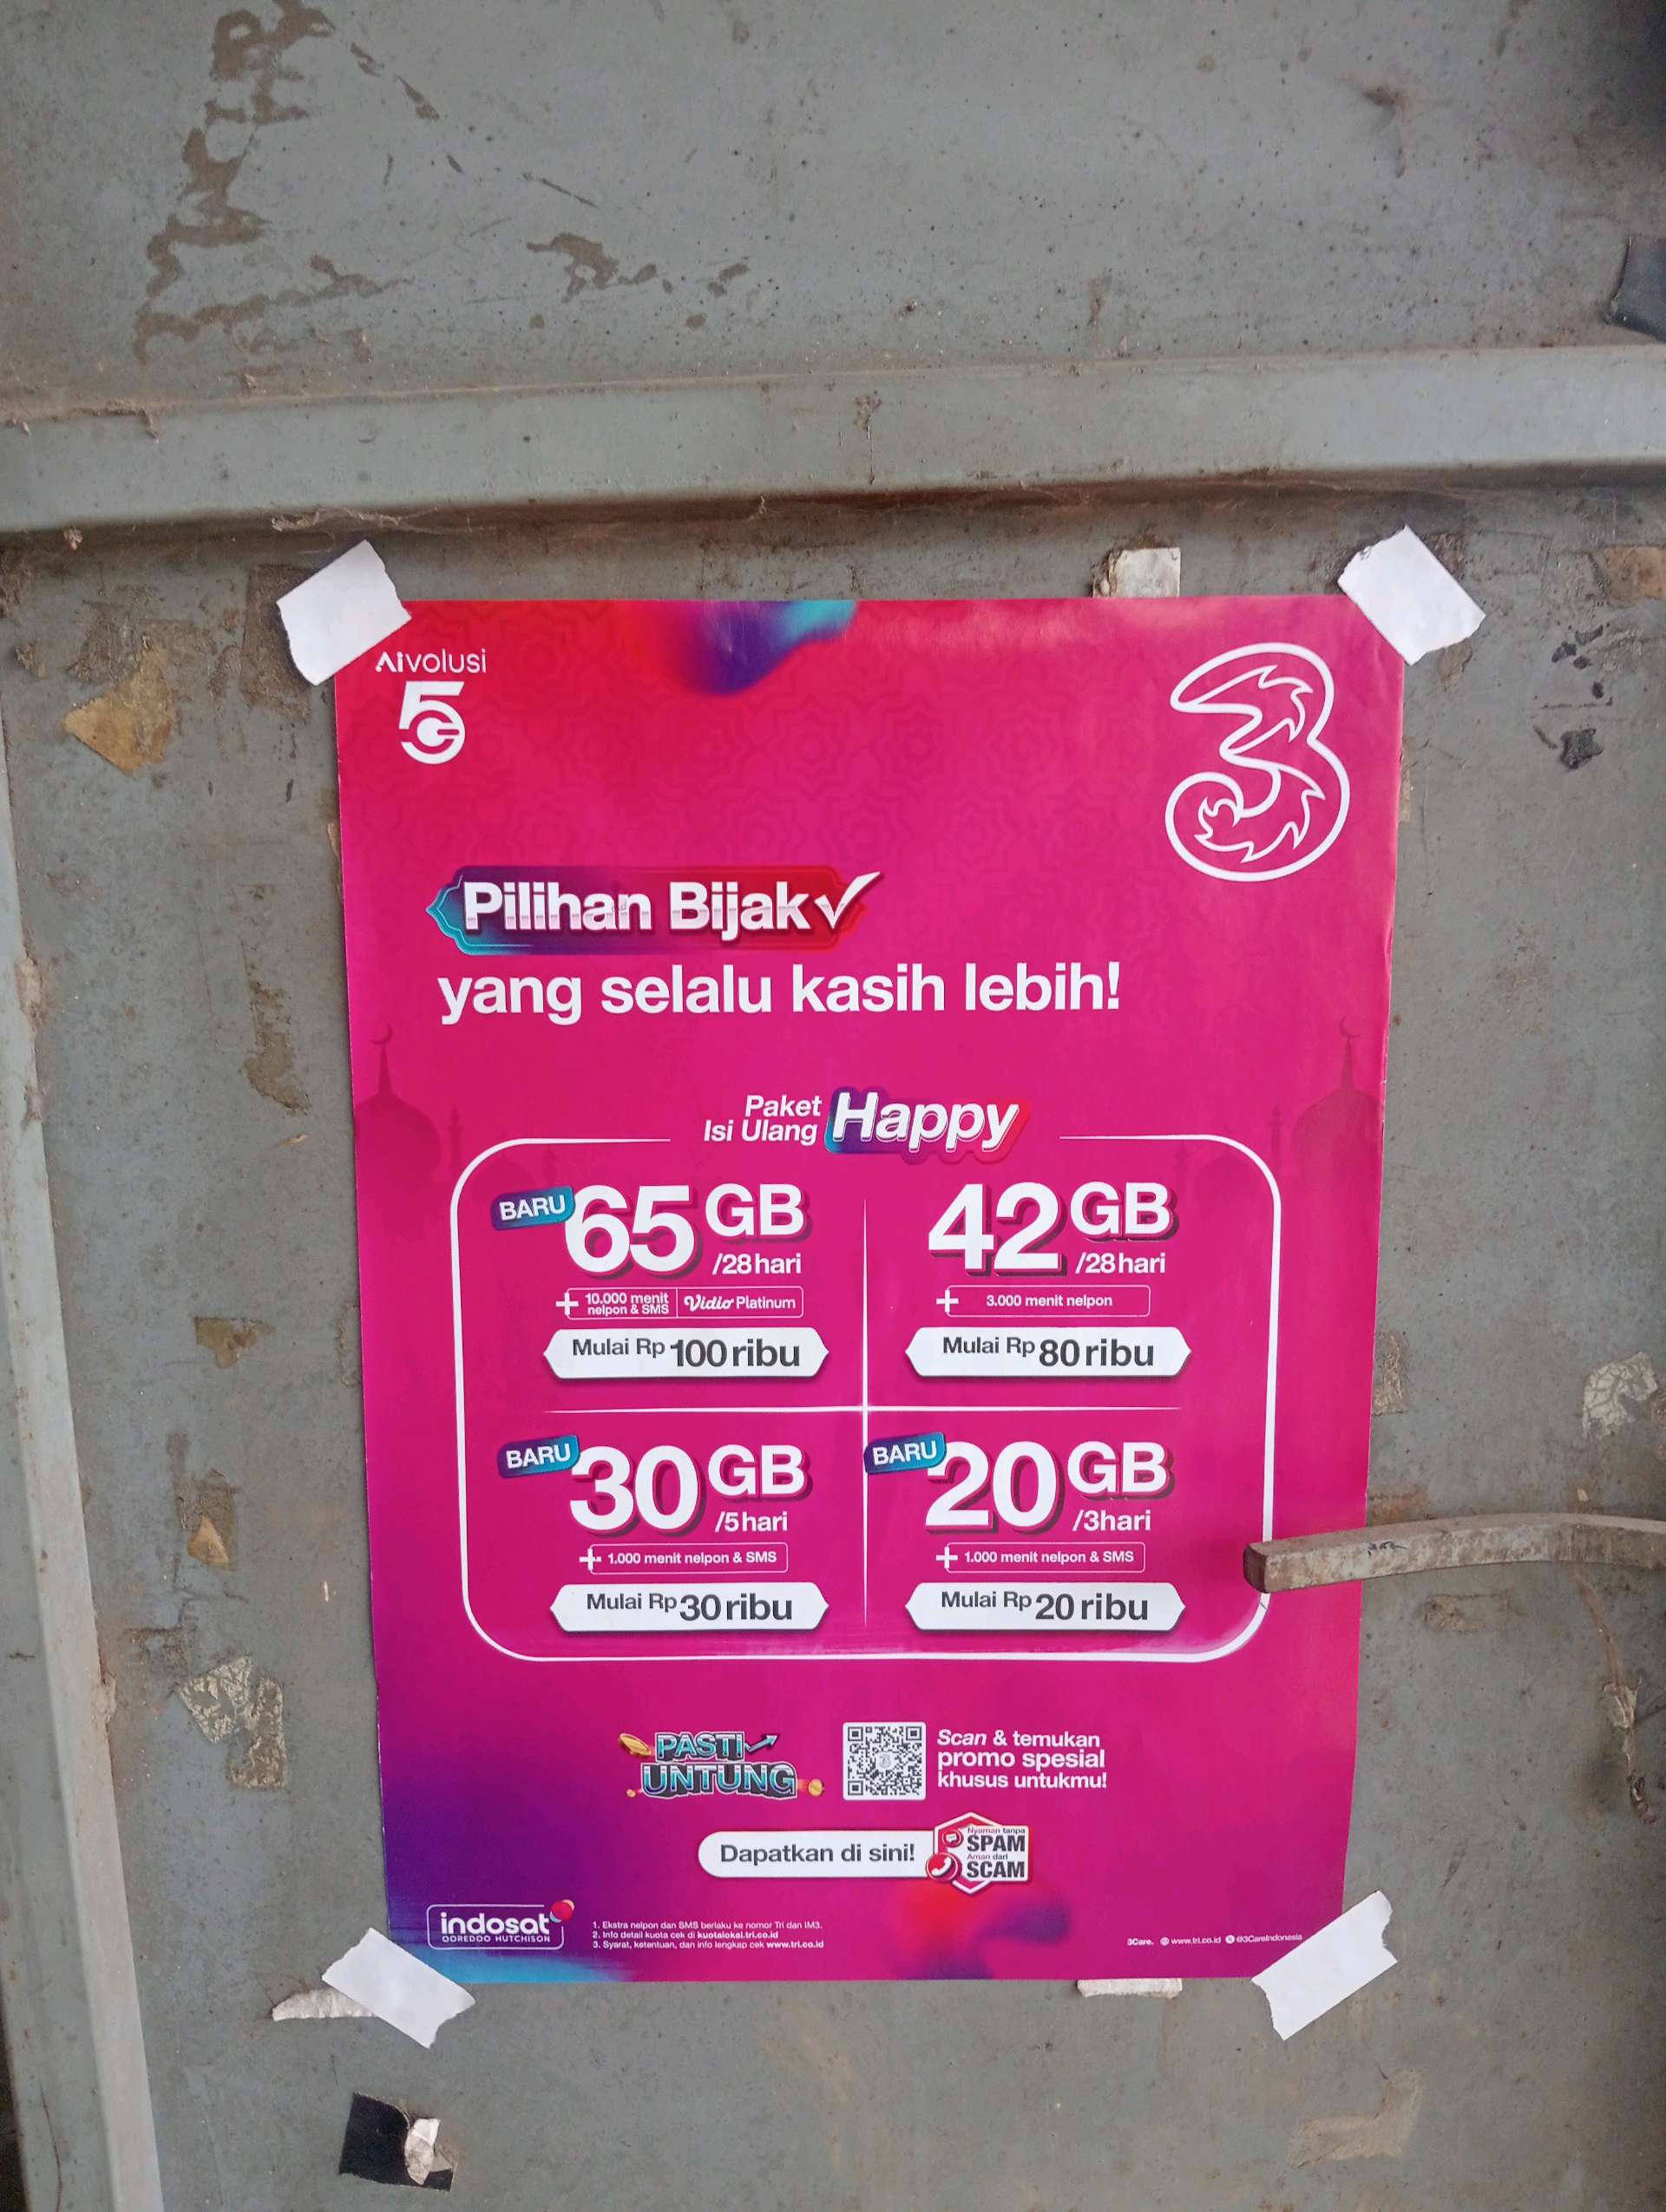 Aivolusi
5G
3
Pilihan Bijak
yang selalu kasih lebih!
Paket
Isi Ulang
Happy
BARU
65 GB
/28 hari
+ 10.000 menit
nelpon & SMS
Vidio Platinum
Mulai Rp 100 ribu
42 GB
/28 hari
+ 3.000 menit nelpon
Mulai Rp 80 ribu
BARU
30 GB
/5 hari
+ 1.000 menit nelpon & SMS
Mulai Rp 30 ribu
BARU
20 GB
/3 hari
+ 1.000 menit nelpon & SMS
Mulai Rp 20 ribu
PASTI
UNTUNG
Scan & temukan
promo spesial
khusus untukmu!
Dapatkan di sini!
Nyaman tanpa
SPAM
Aman dari
SCAM
indosat
OOREDOO HUTCHISON
1. Ekstra nelpon dan SMS berlaku ke nomor Tri dan IM3.
2. Info detail kuota cek di kuotalokal.tri.co.id
3. Syarat, ketentuan, dan info lengkap cek www.tri.co.id
3Care. www.tri.co.id @3CareIndonesia